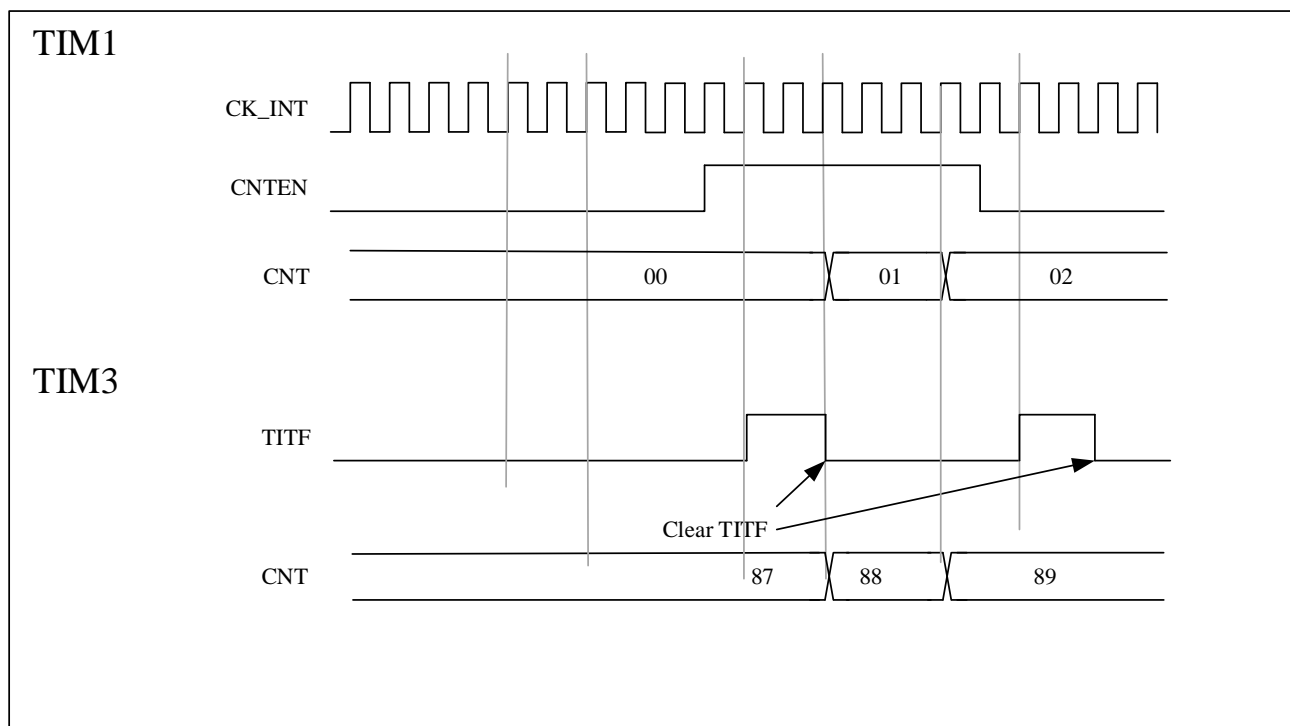 TIM1
CK_INT
CNTEN
CNT 00 01 02
TIM3
TITF
Clear TITF
CNT 87 88 89